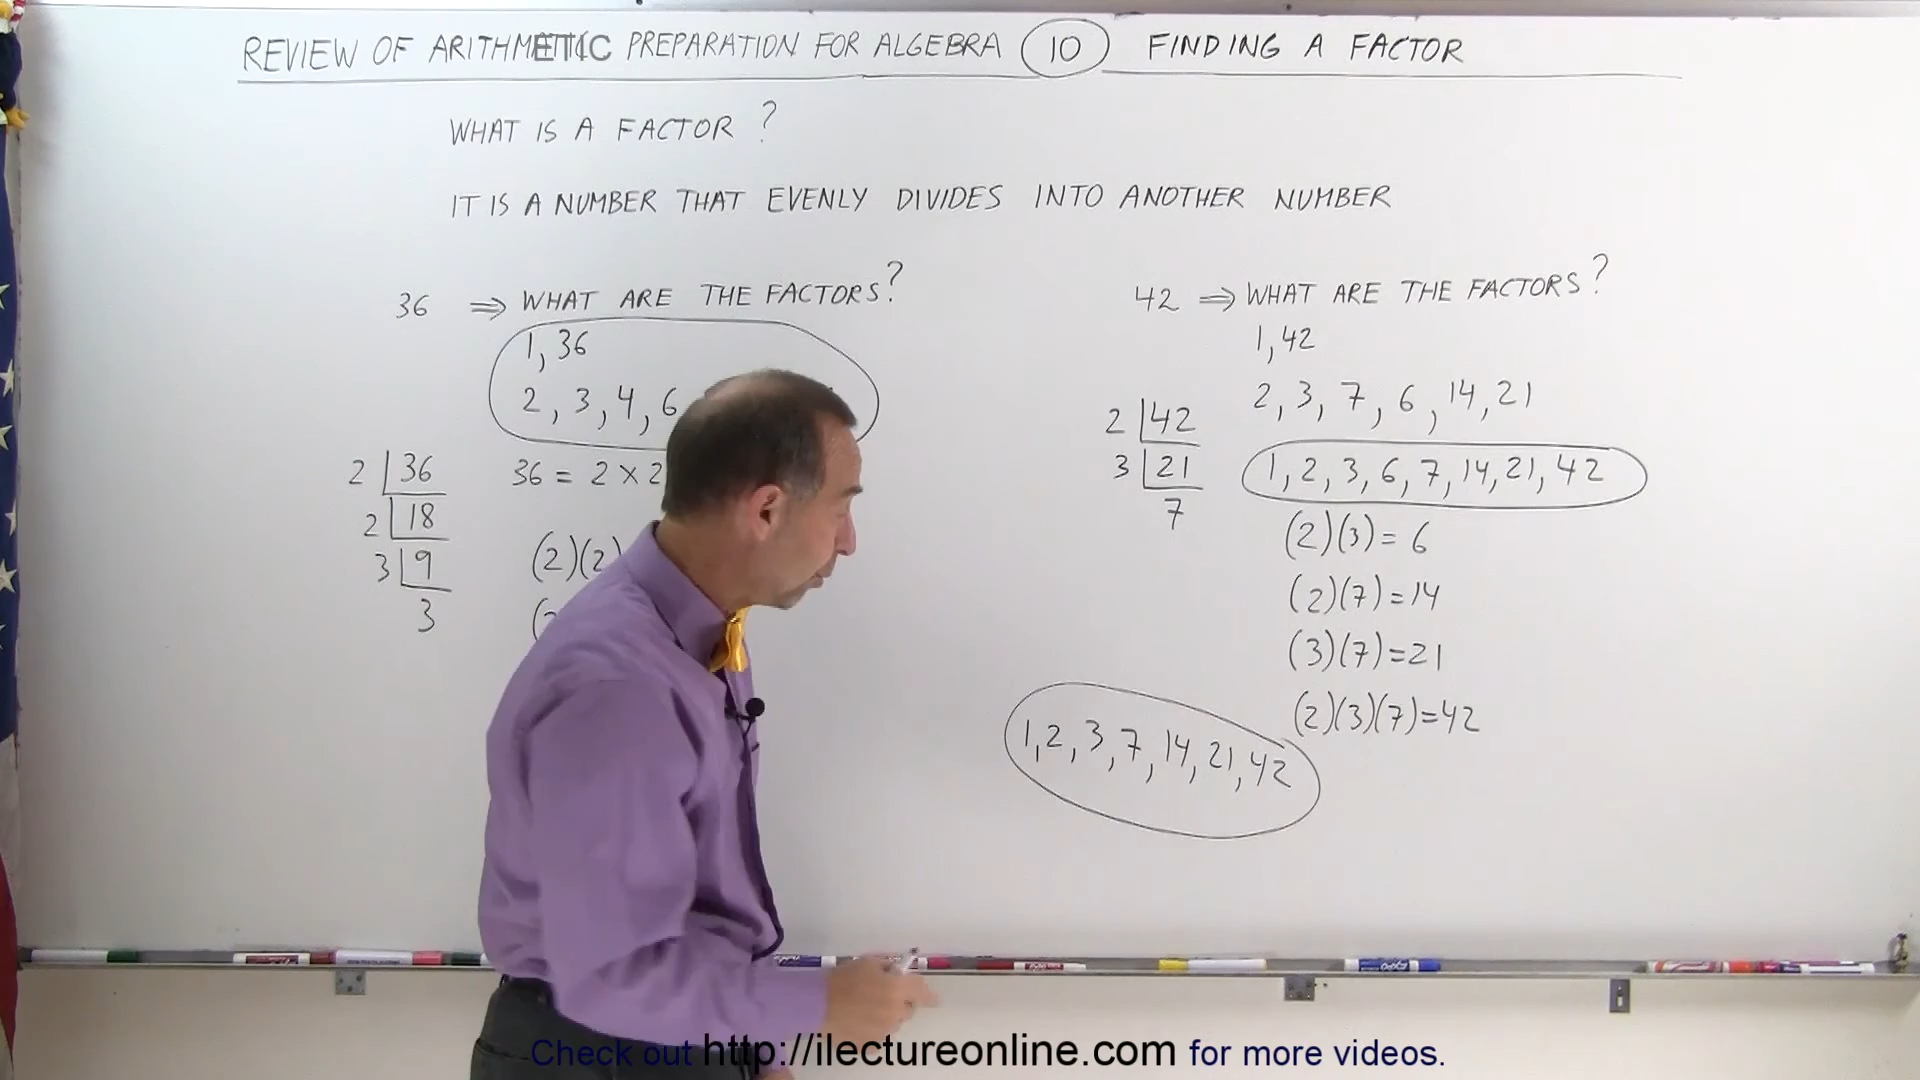 REVIEW OF ARITHMETIC PREPARATION FOR ALGEBRA 10 FINDING A FACTOR
WHAT IS A FACTOR ?
IT IS A NUMBER THAT EVENLY DIVIDES INTO ANOTHER NUMBER
36 ⇒ WHAT ARE THE FACTORS?
1, 36
2, 3, 4, 6
2 36
36 = 2 × 2
2 18
3 9
(2)(2)
3
42 ⇒ WHAT ARE THE FACTORS?
1, 42
2, 3, 7, 6, 14, 21
2 42
3 21
7
1, 2, 3, 6, 7, 14, 21, 42
(2)(3) = 6
(2)(7) = 14
(3)(7) = 21
(2)(3)(7) = 42
1, 2, 3, 7, 14, 21, 42
Check out http://ilectureonline.com for more videos.